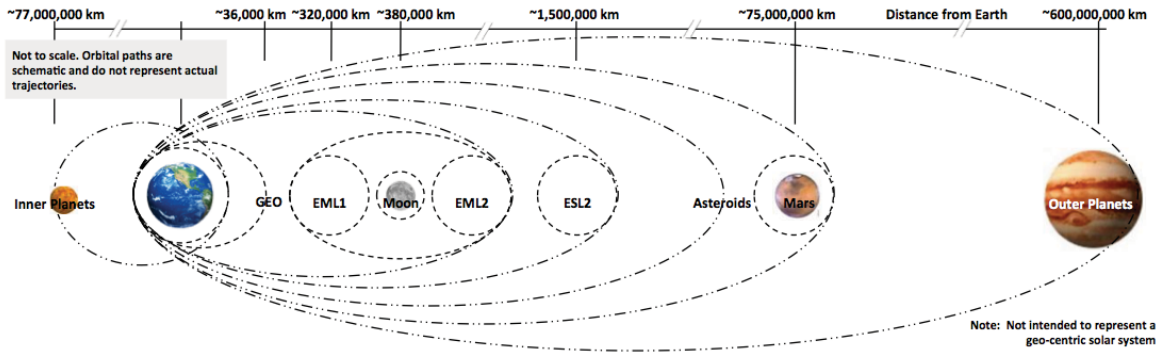 ~77,000,000 km ~36,000 km ~320,000 km ~380,000 km ~1,500,000 km ~75,000,000 km Distance from Earth ~600,000,000 km
Not to scale. Orbital paths are
schematic and do not represent actual
trajectories.
Inner Planets GEO EML1 Moon EML2 ESL2 Asteroids Mars Outer Planets
Note: Not intended to represent a
geo-centric solar system